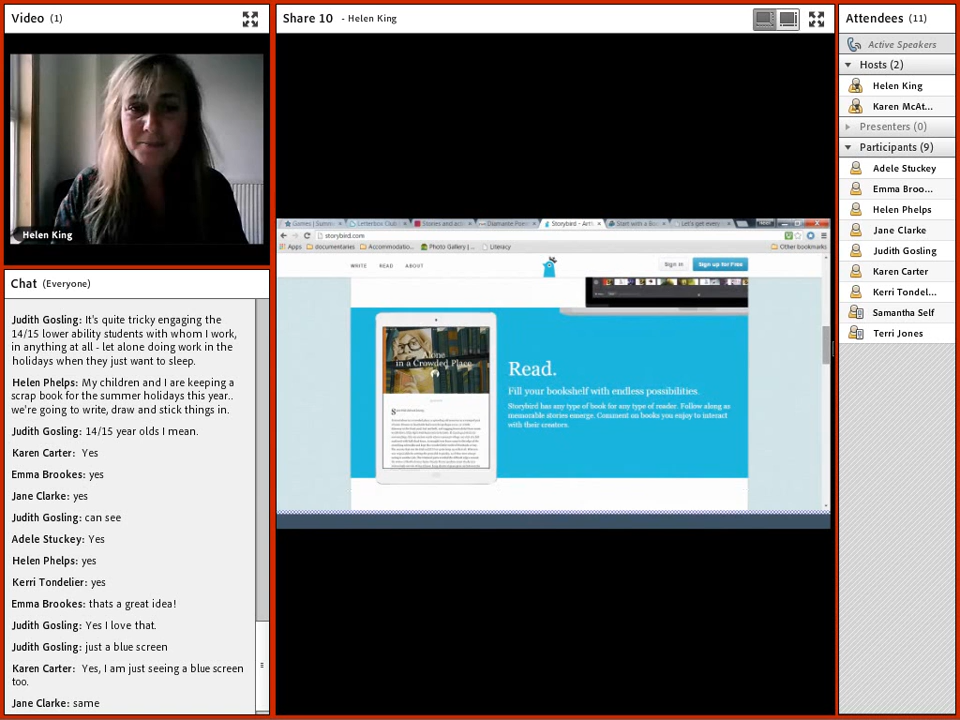 Video (1)
Helen King
Chat (Everyone)
Judith Gosling: It's quite tricky engaging the
14/15 lower ability students with whom I work,
in anything at all - let alone doing work in the
holidays when they just want to sleep.
Helen Phelps: My children and I are keeping a
scrap book for the summer holidays this year..
we're going to write, draw and stick things in.
Judith Gosling: 14/15 year olds I mean.
Karen Carter: Yes
Emma Brookes: yes
Jane Clarke: yes
Judith Gosling: can see
Adele Stuckey: Yes
Helen Phelps: yes
Kerri Tondelier: yes
Emma Brookes: thats a great idea!
Judith Gosling: Yes I love that.
Judith Gosling: just a blue screen
Karen Carter: Yes, I am just seeing a blue screen
too.
Jane Clarke: same
Share 10 - Helen King
Letterbox Club
Storybird - Art
storybird.com
Apps documentaries Accommodatio... Photo Gallery | ... Literacy Other bookmarks
WRITE READ ABOUT Sign in Sign up for Free
Alone
in a Crowded Place
Read.
Fill your bookshelf with endless possibilities.
Storybird has any type of book for any type of reader. Follow along as
memorable stories emerge. Comment on books you enjoy to interact
with their creators.
Attendees (11)
Active Speakers
Hosts (2)
Helen King
Karen McAt...
Presenters (0)
Participants (9)
Adele Stuckey
Emma Broo...
Helen Phelps
Jane Clarke
Judith Gosling
Karen Carter
Kerri Tondel...
Samantha Self
Terri Jones